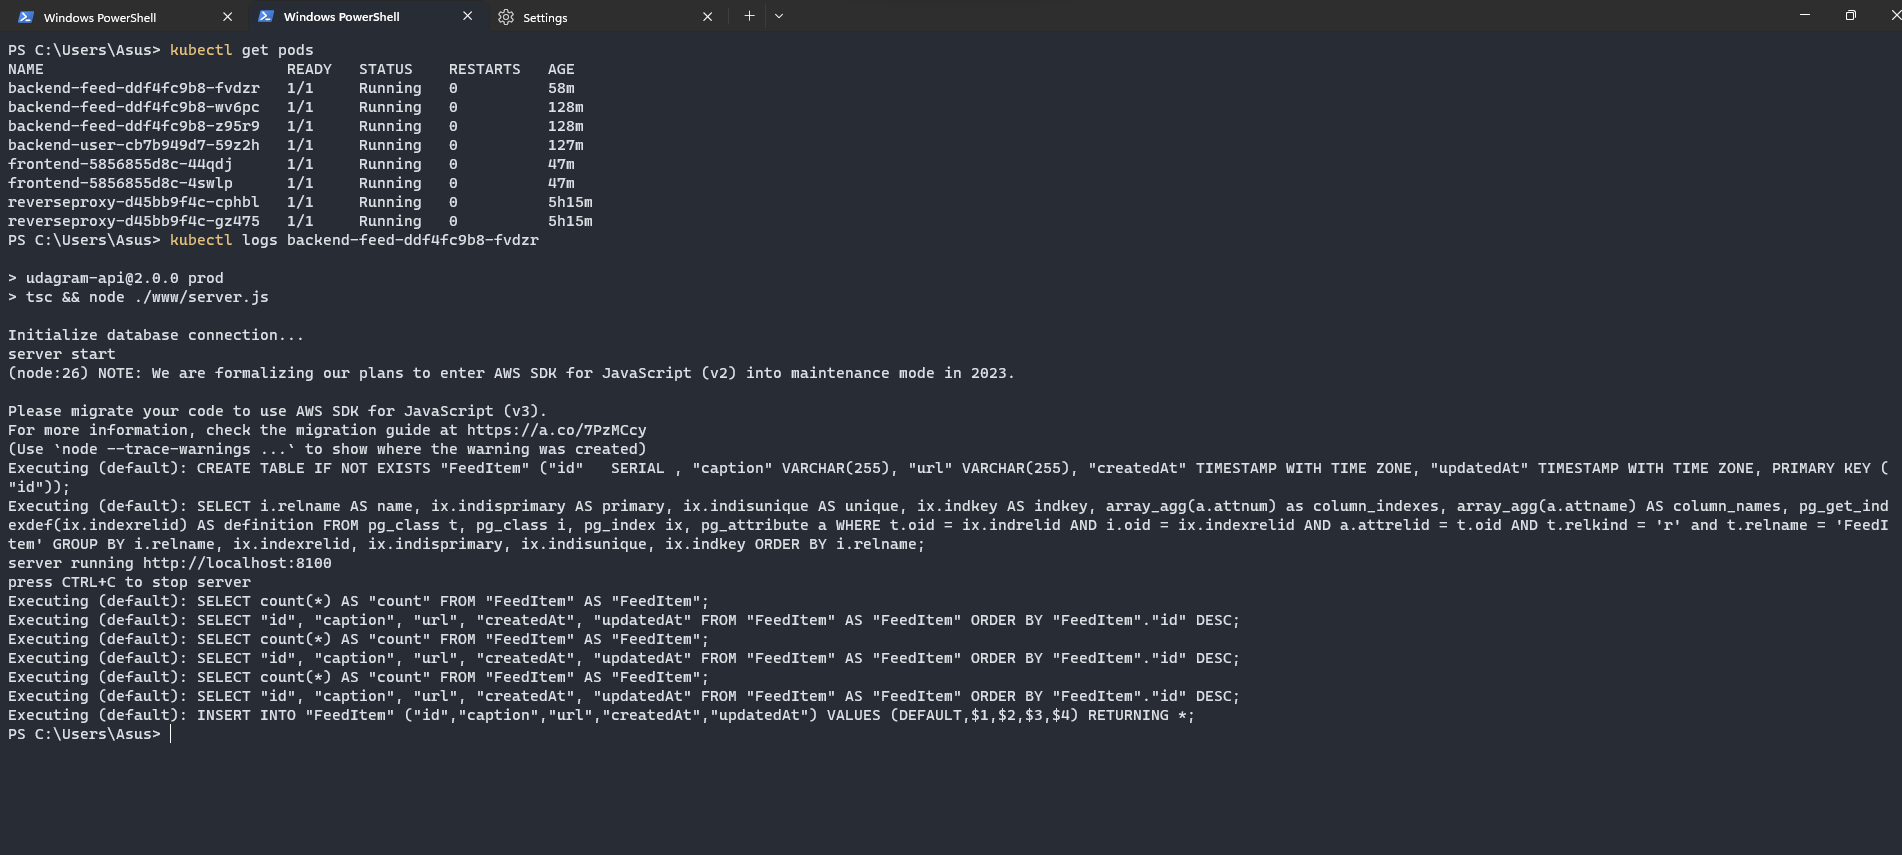 Windows PowerShell Windows PowerShell Settings
PS C:\Users\Asus> kubectl get pods
NAME READY STATUS RESTARTS AGE
backend-feed-ddf4fc9b8-fvdzr 1/1 Running 0 58m
backend-feed-ddf4fc9b8-wv6pc 1/1 Running 0 128m
backend-feed-ddf4fc9b8-z95r9 1/1 Running 0 128m
backend-user-cb7b949d7-59z2h 1/1 Running 0 127m
frontend-5856855d8c-44qdj 1/1 Running 0 47m
frontend-5856855d8c-4swlp 1/1 Running 0 47m
reverseproxy-d45bb9f4c-cphbl 1/1 Running 0 5h15m
reverseproxy-d45bb9f4c-gz475 1/1 Running 0 5h15m
PS C:\Users\Asus> kubectl logs backend-feed-ddf4fc9b8-fvdzr
> udagram-api@2.0.0 prod
> tsc && node ./www/server.js
Initialize database connection...
server start
(node:26) NOTE: We are formalizing our plans to enter AWS SDK for JavaScript (v2) into maintenance mode in 2023.
Please migrate your code to use AWS SDK for JavaScript (v3).
For more information, check the migration guide at https://a.co/7PzMCcy
(Use `node --trace-warnings ...` to show where the warning was created)
Executing (default): CREATE TABLE IF NOT EXISTS "FeedItem" ("id"   SERIAL , "caption" VARCHAR(255), "url" VARCHAR(255), "createdAt" TIMESTAMP WITH TIME ZONE, "updatedAt" TIMESTAMP WITH TIME ZONE, PRIMARY KEY (
"id"));
Executing (default): SELECT i.relname AS name, ix.indisprimary AS primary, ix.indisunique AS unique, ix.indkey AS indkey, array_agg(a.attnum) as column_indexes, array_agg(a.attname) AS column_names, pg_get_ind
exdef(ix.indexrelid) AS definition FROM pg_class t, pg_class i, pg_index ix, pg_attribute a WHERE t.oid = ix.indrelid AND i.oid = ix.indexrelid AND a.attrelid = t.oid AND t.relkind = 'r' and t.relname = 'FeedI
tem' GROUP BY i.relname, ix.indexrelid, ix.indisprimary, ix.indisunique, ix.indkey ORDER BY i.relname;
server running http://localhost:8100
press CTRL+C to stop server
Executing (default): SELECT count(*) AS "count" FROM "FeedItem" AS "FeedItem";
Executing (default): SELECT "id", "caption", "url", "createdAt", "updatedAt" FROM "FeedItem" AS "FeedItem" ORDER BY "FeedItem"."id" DESC;
Executing (default): SELECT count(*) AS "count" FROM "FeedItem" AS "FeedItem";
Executing (default): SELECT "id", "caption", "url", "createdAt", "updatedAt" FROM "FeedItem" AS "FeedItem" ORDER BY "FeedItem"."id" DESC;
Executing (default): SELECT count(*) AS "count" FROM "FeedItem" AS "FeedItem";
Executing (default): SELECT "id", "caption", "url", "createdAt", "updatedAt" FROM "FeedItem" AS "FeedItem" ORDER BY "FeedItem"."id" DESC;
Executing (default): INSERT INTO "FeedItem" ("id","caption","url","createdAt","updatedAt") VALUES (DEFAULT,$1,$2,$3,$4) RETURNING *;
PS C:\Users\Asus>